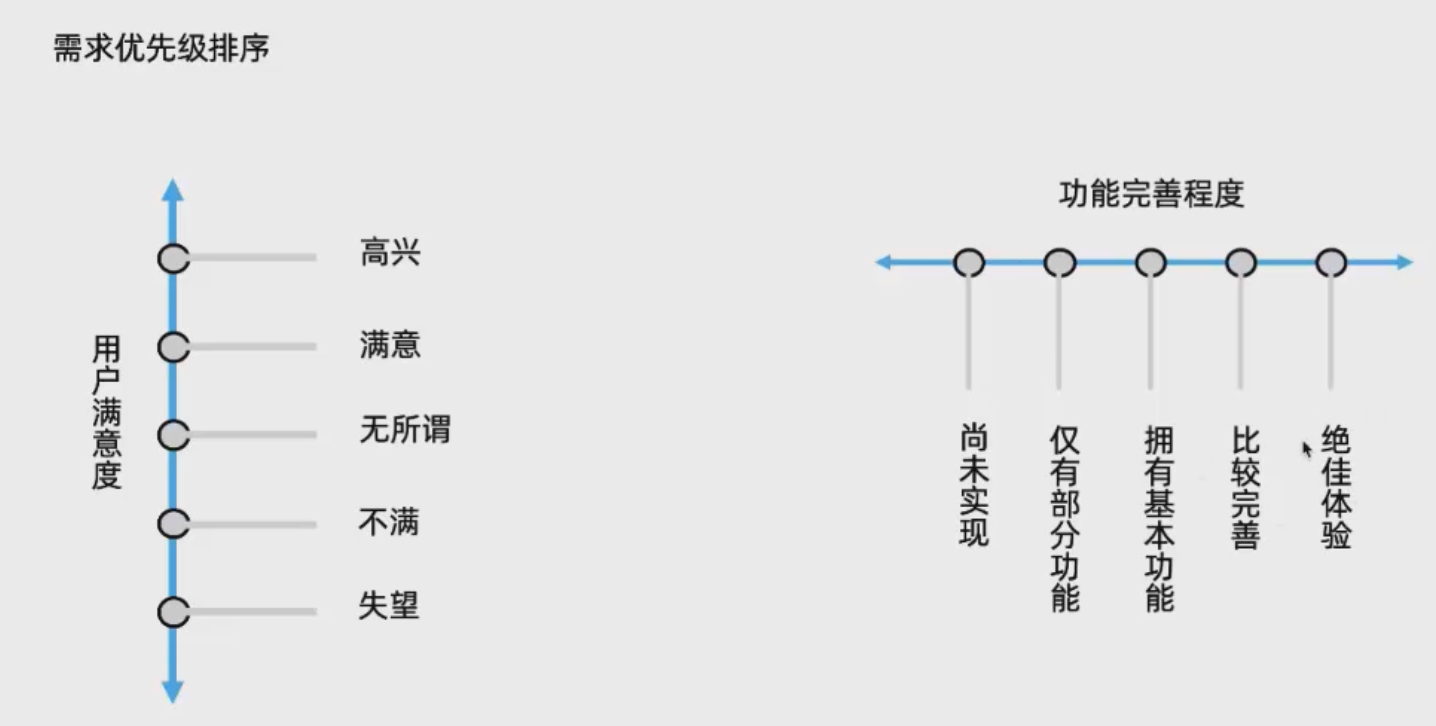 需求优先级排序
用户满意度
高兴
满意
无所谓
不满
失望
功能完善程度
尚未实现
仅有部分功能
拥有基本功能
比较完善
绝佳体验